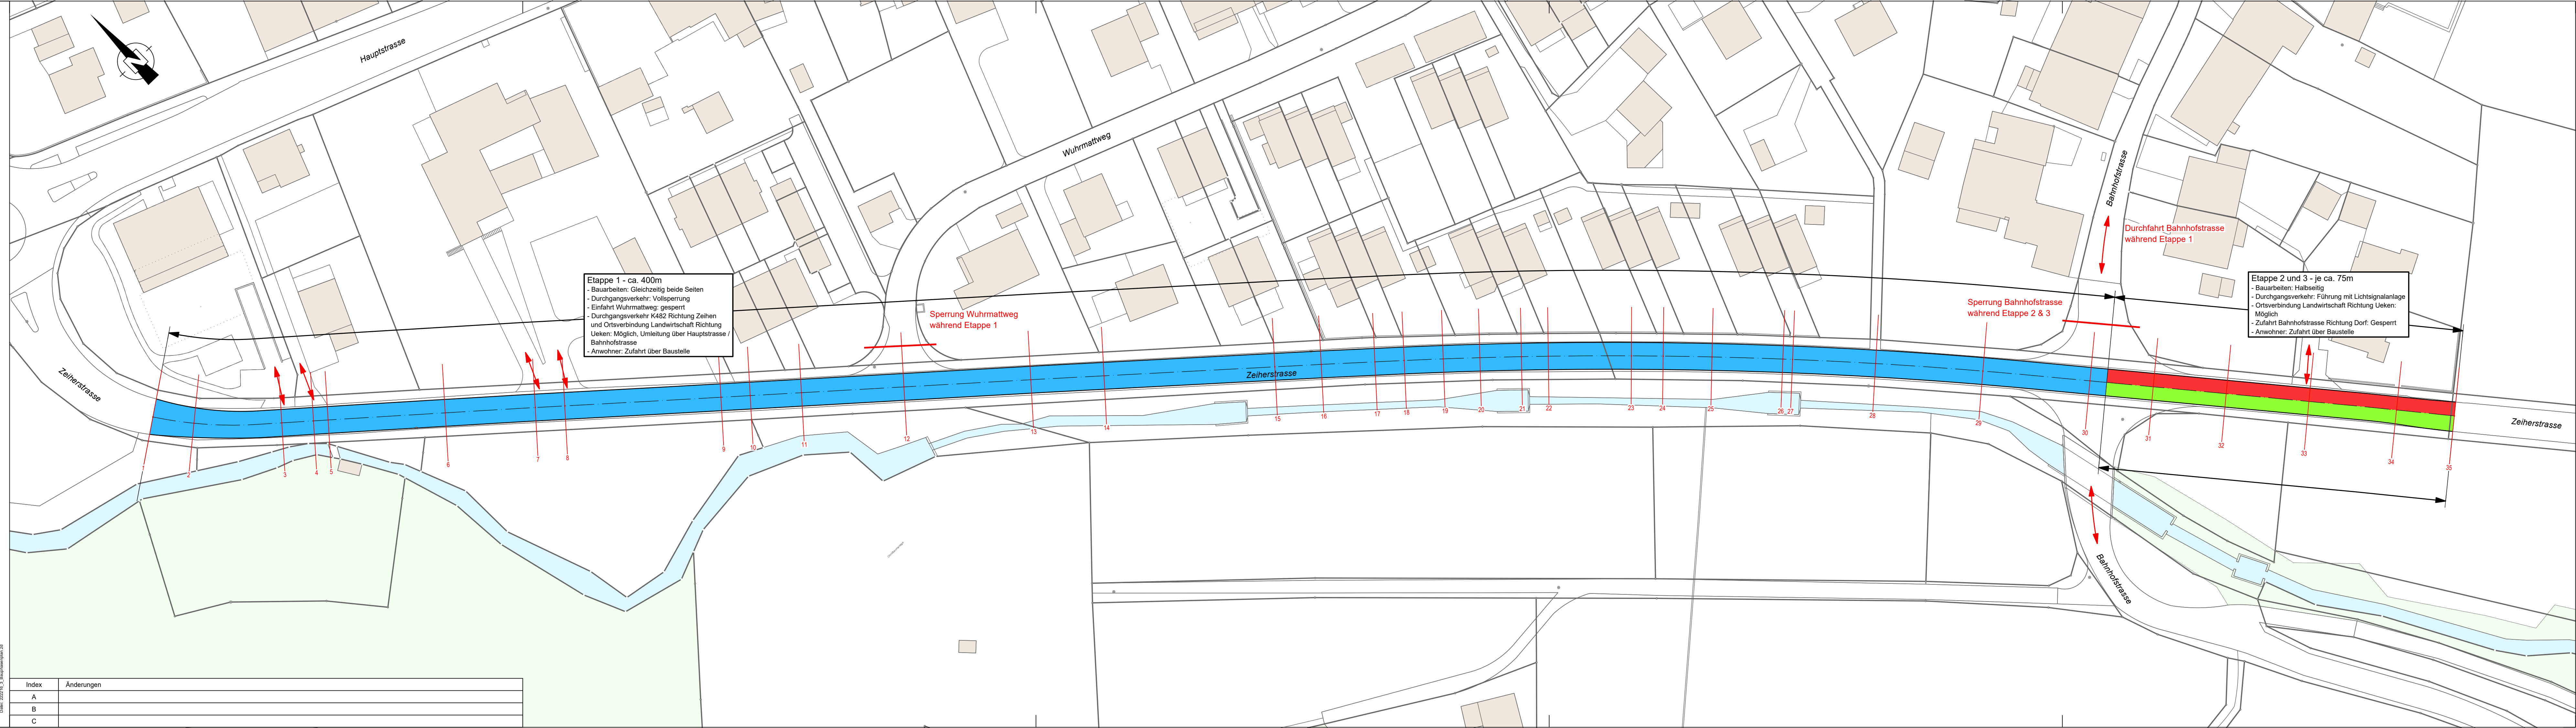 Hauptstrasse
N
Wuhrmattweg
Bahnhofstrasse
Durchfahrt Bahnhofstrasse
während Etappe 1
Etappe 1 - ca. 400m
- Bauarbeiten: Gleichzeitig beide Seiten
- Durchgangsverkehr: Vollsperrung
- Einfahrt Wuhrmattweg: gesperrt
- Durchgangsverkehr K482 Richtung Zeihen
und Ortsverbindung Landwirtschaft Richtung
Ueken: Möglich, Umleitung über Hauptstrasse /
Bahnhofstrasse
- Anwohner: Zufahrt über Baustelle
Sperrung Wuhrmattweg
während Etappe 1
Sperrung Bahnhofstrasse
während Etappe 2 & 3
Etappe 2 und 3 - je ca. 75m
- Bauarbeiten: Halbseitig
- Durchgangsverkehr: Führung mit Lichtsignalanlage
- Ortsverbindung Landwirtschaft Richtung Ueken:
Möglich
- Zufahrt Bahnhofstrasse Richtung Dorf: Gesperrt
- Anwohner: Zufahrt über Baustelle
Zeiherstrasse
Zeiherstrasse
Zeiherstrasse
1
2
3
4
5
6
7
8
9
10
11
12
13
14
15
16
17
18
19
20
21
22
23
24
25
26
27
28
29
30
31
32
33
34
35
Bahnhofstrasse
Index Änderungen
A
B
C